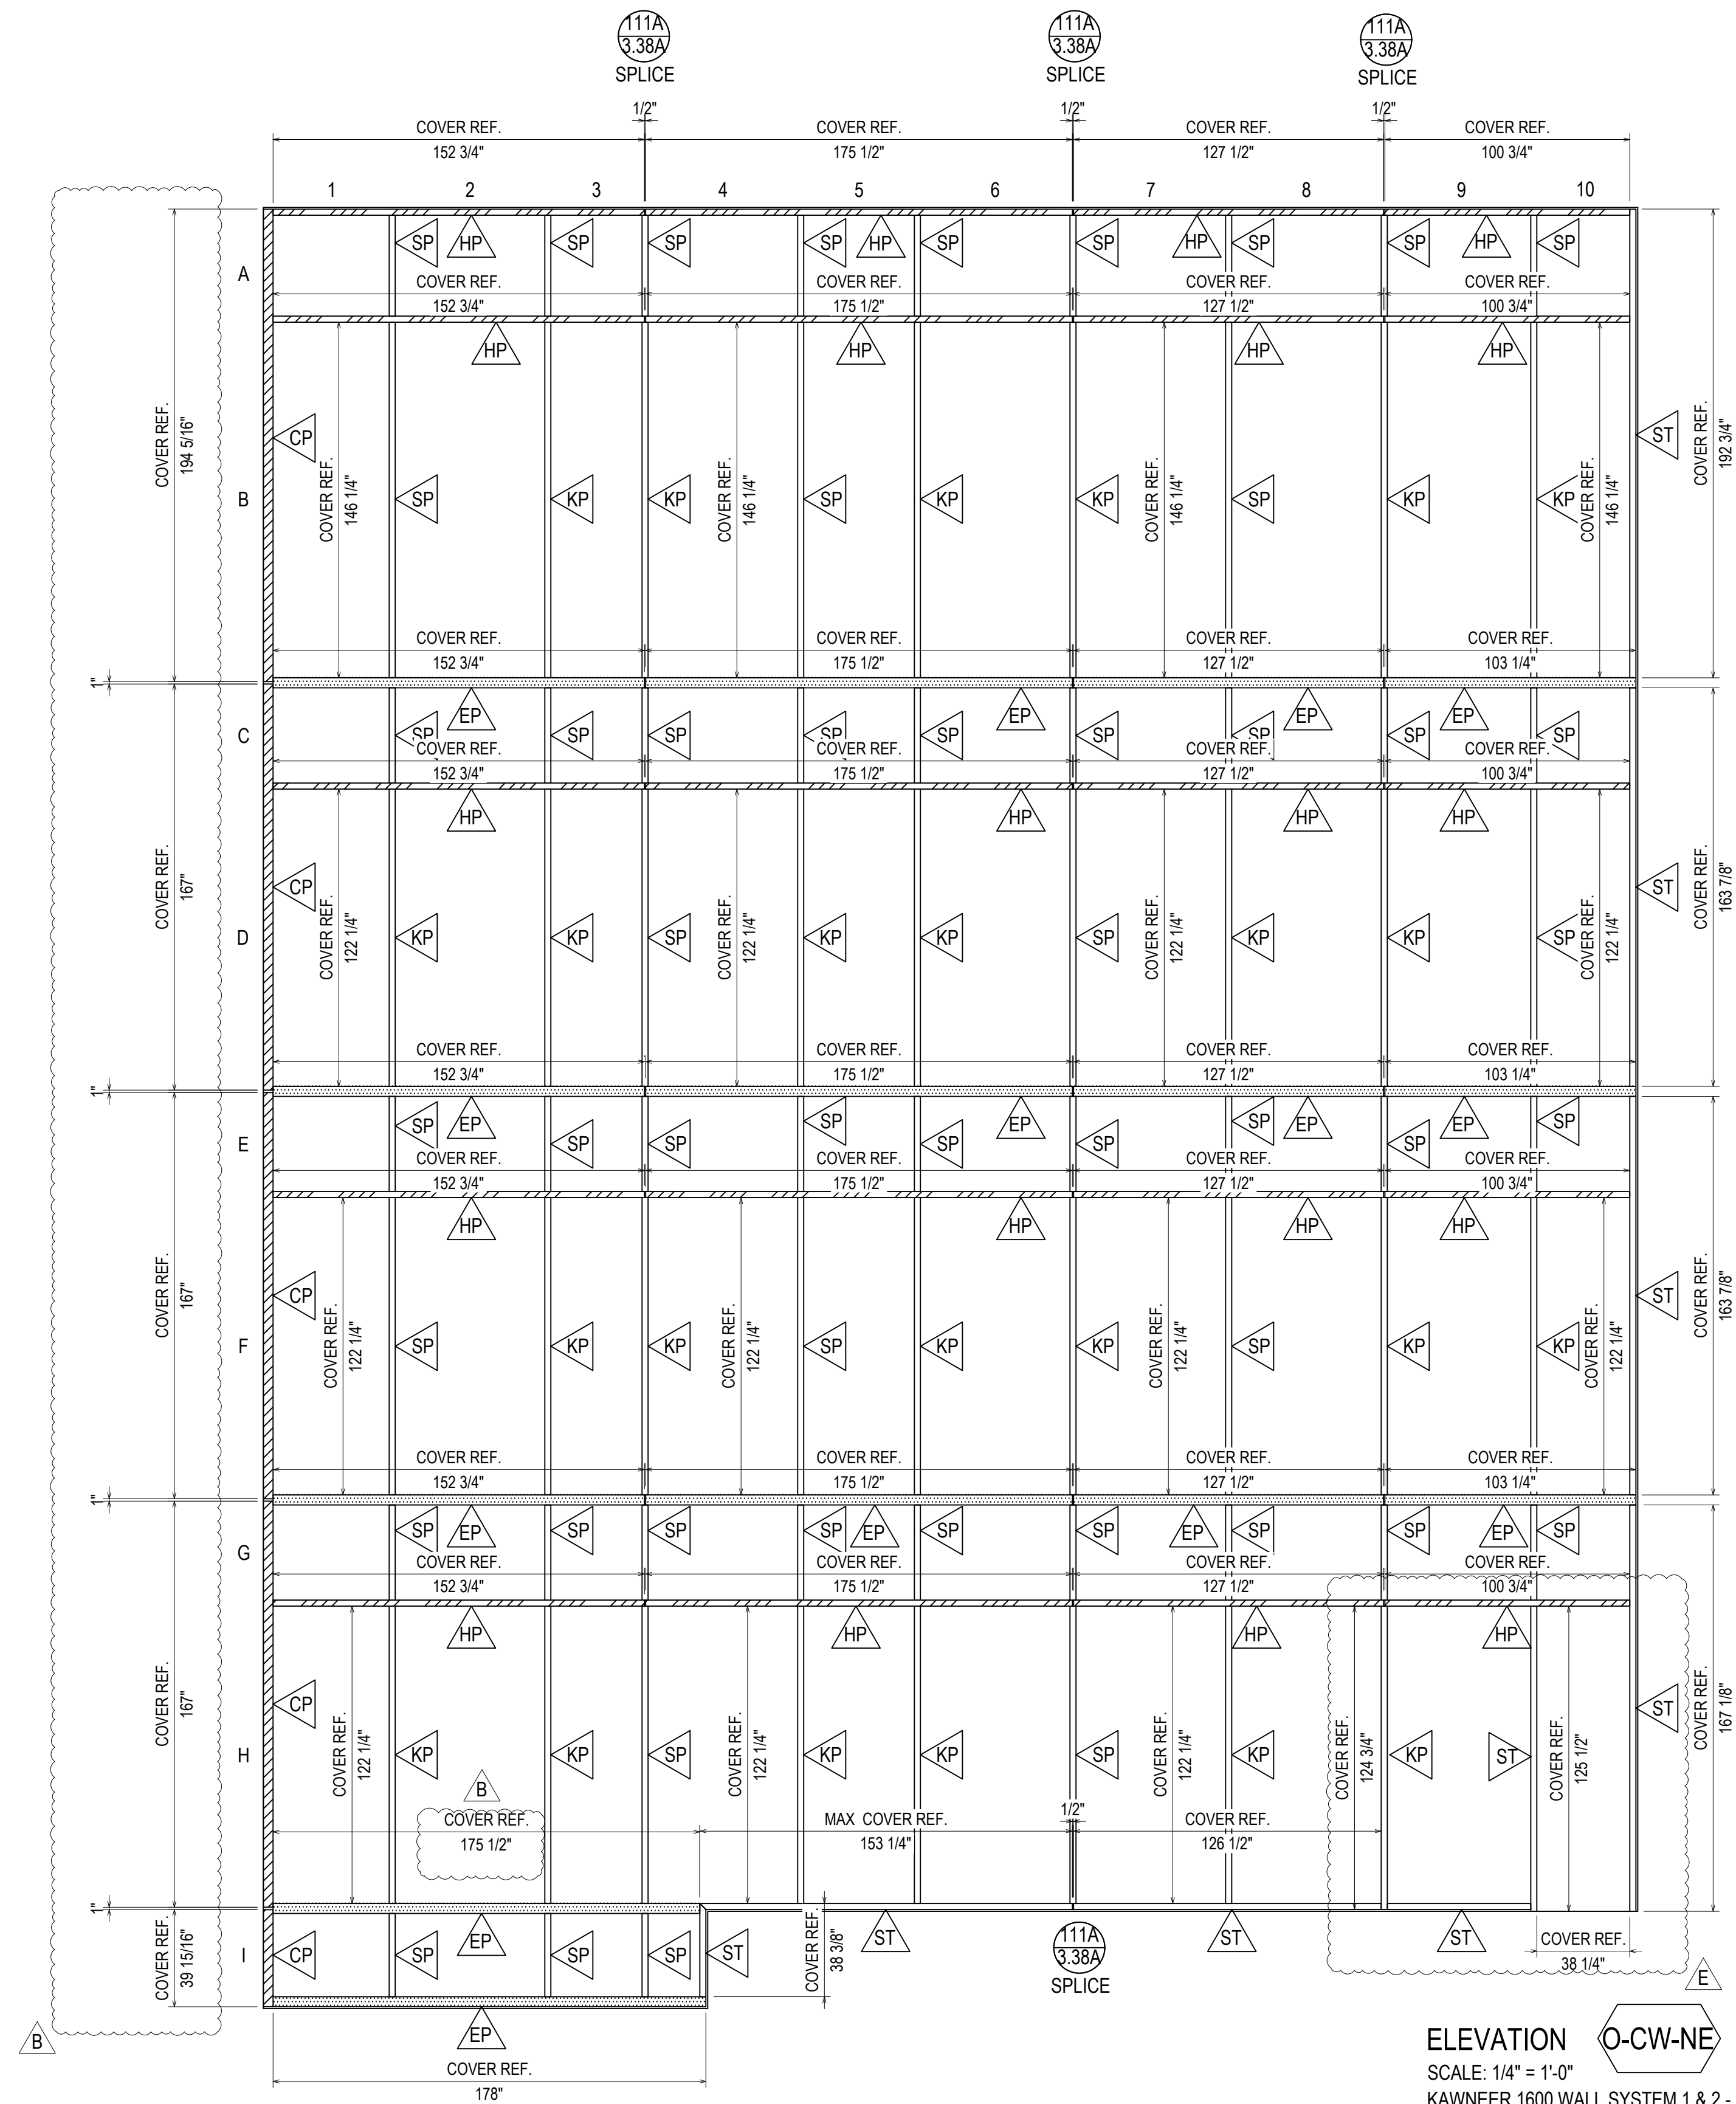 111A 111A 111A
3.38A 3.38A 3.38A
SPLICE SPLICE SPLICE
1/2" 1/2" 1/2"
COVER REF. COVER REF. COVER REF. COVER REF.
152 3/4" 175 1/2" 127 1/2" 100 3/4"
1 2 3 4 5 6 7 8 9 10
SP HP SP SP SP HP SP SP HP SP SP HP SP
A
COVER REF. COVER REF. COVER REF. COVER REF.
152 3/4" 175 1/2" 127 1/2" 100 3/4"
HP HP HP HP
COVER REF. 194 5/16"
CP
ST
COVER REF. 192 3/4"
B
COVER REF. 146 1/4"
SP KP KP
COVER REF. 146 1/4"
SP KP KP
COVER REF. 146 1/4"
SP KP KP
COVER REF. 146 1/4"
COVER REF. COVER REF. COVER REF. COVER REF.
152 3/4" 175 1/2" 127 1/2" 103 1/4"
1"
EP EP EP EP
C
SP SP SP SP SP SP SP SP SP
COVER REF. COVER REF. COVER REF. COVER REF.
152 3/4" 175 1/2" 127 1/2" 100 3/4"
HP HP HP HP
COVER REF. 167"
CP
ST
COVER REF. 163 7/8"
D
COVER REF. 122 1/4"
KP KP SP
COVER REF. 122 1/4"
KP KP SP
COVER REF. 122 1/4"
KP KP SP
COVER REF. 122 1/4"
COVER REF. COVER REF. COVER REF. COVER REF.
152 3/4" 175 1/2" 127 1/2" 103 1/4"
1"
SP EP SP SP SP SP EP SP SP EP SP EP SP
E
COVER REF. COVER REF. COVER REF. COVER REF.
152 3/4" 175 1/2" 127 1/2" 100 3/4"
HP HP HP HP
COVER REF. 167"
CP
ST
COVER REF. 163 7/8"
F
COVER REF. 122 1/4"
SP KP KP
COVER REF. 122 1/4"
SP KP KP
COVER REF. 122 1/4"
SP KP KP
COVER REF. 122 1/4"
COVER REF. COVER REF. COVER REF. COVER REF.
152 3/4" 175 1/2" 127 1/2" 103 1/4"
1"
SP EP SP SP SP EP SP SP EP SP SP EP SP
G
COVER REF. COVER REF. COVER REF. COVER REF.
152 3/4" 175 1/2" 127 1/2" 100 3/4"
HP HP HP HP
COVER REF. 167"
CP
ST
COVER REF. 167 1/8"
H
COVER REF. 122 1/4"
KP KP SP
COVER REF. 122 1/4"
KP KP SP
COVER REF. 122 1/4"
KP
COVER REF. 124 3/4"
KP ST
COVER REF. 125 1/2"
B
1/2"
COVER REF. MAX COVER REF. COVER REF.
175 1/2" 153 1/4" 126 1/2"
1"
COVER REF. 39 15/16"
I
CP SP EP SP SP ST
COVER REF. 38 3/8"
ST ST ST
111A
3.38A
SPLICE
COVER REF.
38 1/4"
E
B
EP
COVER REF.
178"
ELEVATION O-CW-NE
SCALE: 1/4" = 1'-0"
KAWNEER 1600 WALL SYSTEM 1 & 2 -